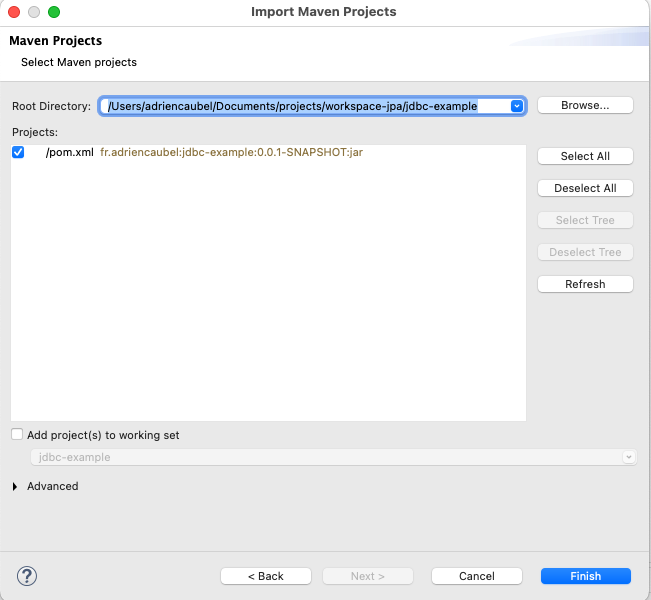 Import Maven Projects
Maven Projects
Select Maven projects
Root Directory: /Users/adriencaubel/Documents/projects/workspace-jpa/jdbc-example Browse...
Projects:
/pom.xml fr.adriencaubel:jdbc-example:0.0.1-SNAPSHOT:jar
Select All
Deselect All
Select Tree
Deselect Tree
Refresh
Add project(s) to working set
jdbc-example
Advanced
? < Back Next > Cancel Finish